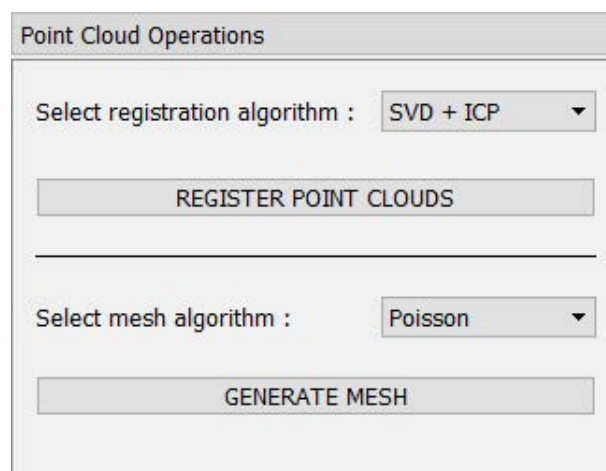 Point Cloud Operations
Select registration algorithm : SVD + ICP
REGISTER POINT CLOUDS
Select mesh algorithm : Poisson
GENERATE MESH